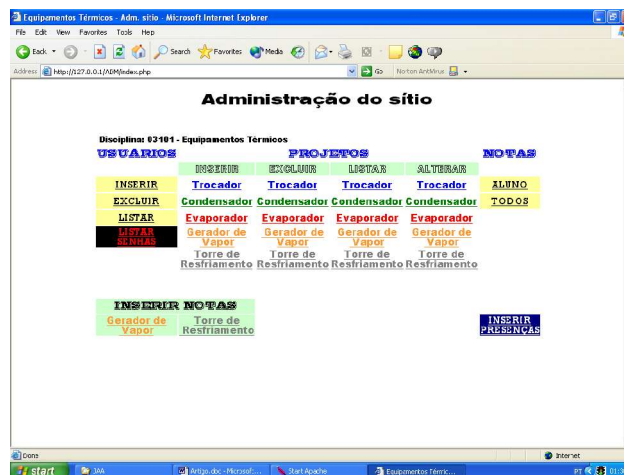 Equipamentos Térmicos - Adm. sítio - Microsoft Internet Explorer
File Edit View Favorites Tools Help
Back Search Favorites Media
Address http://127.0.0.1/ADM/index.php Go Norton AntiVirus
Administração do sítio
Disciplina: 03101 - Equipamentos Térmicos
USUARIOS PROJETOS NOTAS
INSERIR EXCLUIR LISTAR ALTERAR
INSERIR Trocador Trocador Trocador Trocador ALUNO
EXCLUIR Condensador Condensador Condensador Condensador TODOS
LISTAR Evaporador Evaporador Evaporador Evaporador
LISTAR Gerador de Gerador de Gerador de Gerador de
SENHAS Vapor Vapor Vapor Vapor
Torre de Torre de Torre de Torre de
Resfriamento Resfriamento Resfriamento Resfriamento
INSERIR NOTAS
Gerador de Torre de INSERIR
Vapor Resfriamento PRESENÇAS
Done Internet
start JAA Artigo.doc - Microsof... Start Apache Equipamentos Térmic... PT